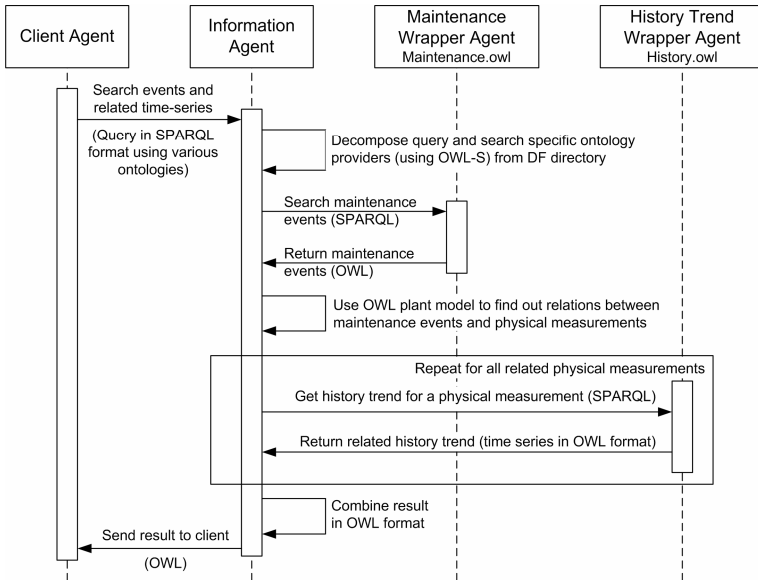 Client Agent
Information
Agent
Maintenance
Wrapper Agent
Maintenance.owl
History Trend
Wrapper Agent
History.owl
Search events and
related time-series
(Query in SPARQL
format using various
ontologies)
Decompose query and search specific ontology
providers (using OWL-S) from DF directory
Search maintenance
events (SPARQL)
Return maintenance
events (OWL)
Use OWL plant model to find out relations between
maintenance events and physical measurements
Repeat for all related physical measurements
Get history trend for a physical measurement (SPARQL)
Return related history trend (time series in OWL format)
Combine result
in OWL format
Send result to client
(OWL)